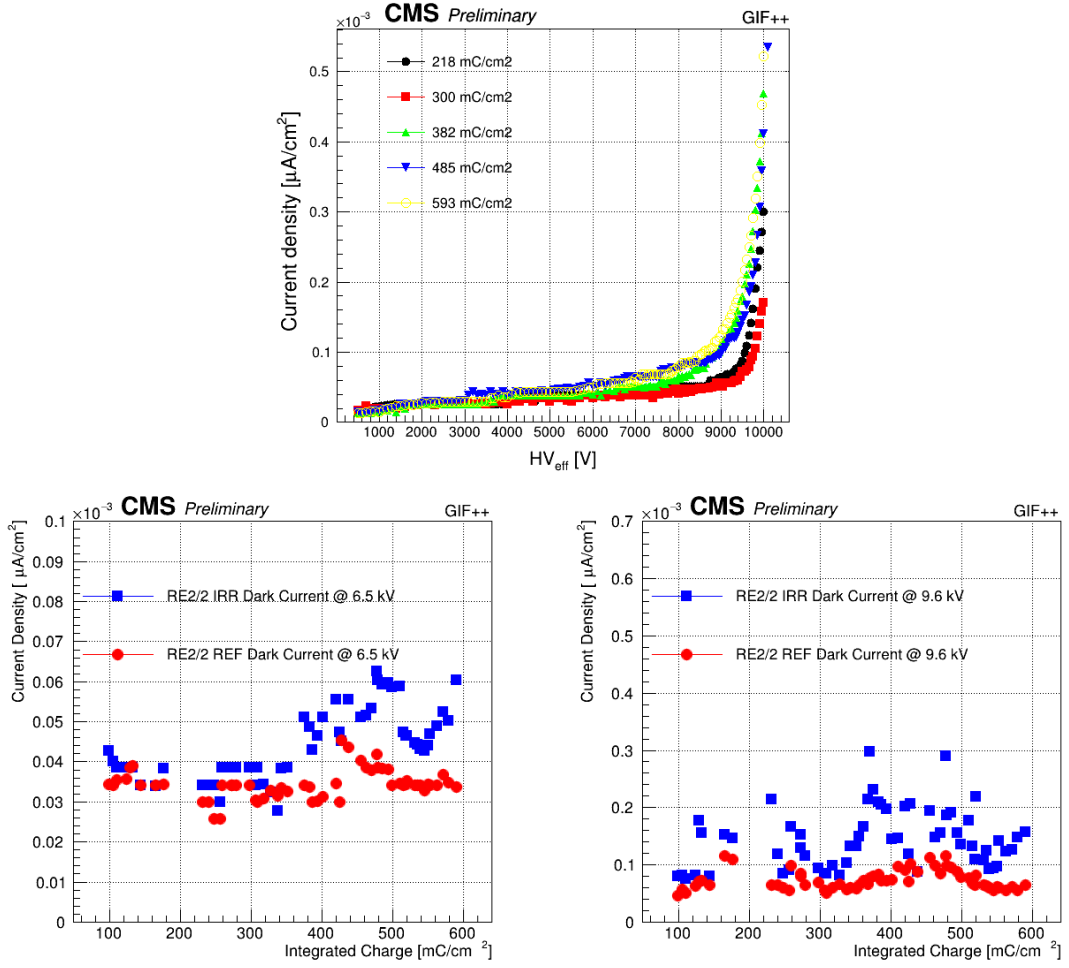 ×10⁻³ CMS Preliminary GIF++
Current density [μA/cm²]
0.5
0.4
0.3
0.2
0.1
0
218 mC/cm2
300 mC/cm2
382 mC/cm2
485 mC/cm2
593 mC/cm2
1000 2000 3000 4000 5000 6000 7000 8000 9000 10000
HV_eff [V]
×10⁻³ CMS Preliminary GIF++
Current Density [ μA/cm²]
0.1
0.09
0.08
0.07
0.06
0.05
0.04
0.03
0.02
0.01
0
RE2/2 IRR Dark Current @ 6.5 kV
RE2/2 REF Dark Current @ 6.5 kV
100 200 300 400 500 600
Integrated Charge [mC/cm ²]
×10⁻³ CMS Preliminary GIF++
Current Density [ μA/cm²]
0.7
0.6
0.5
0.4
0.3
0.2
0.1
0
RE2/2 IRR Dark Current @ 9.6 kV
RE2/2 REF Dark Current @ 9.6 kV
100 200 300 400 500 600
Integrated Charge [mC/cm ²]